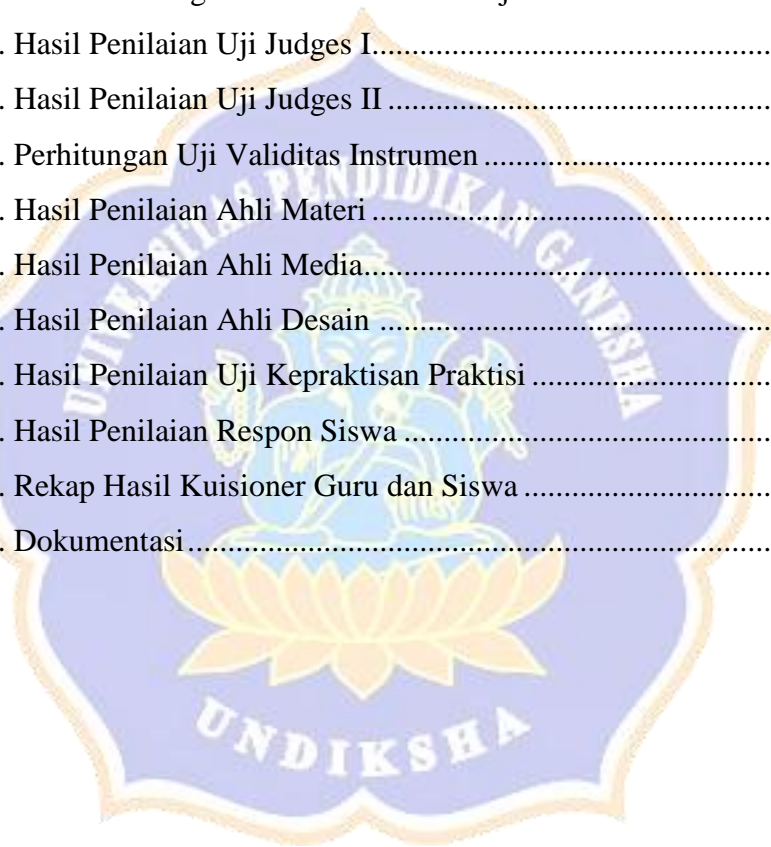 . Hasil Penilaian Uji Judges I................................................
. Hasil Penilaian Uji Judges II ................................................
. Perhitungan Uji Validitas Instrumen ....................................
. Hasil Penilaian Ahli Materi ..................................................
. Hasil Penilaian Ahli Media...................................................
. Hasil Penilaian Ahli Desain .................................................
. Hasil Penilaian Uji Kepraktisan Praktisi ..............................
. Hasil Penilaian Respon Siswa ..............................................
. Rekap Hasil Kuisioner Guru dan Siswa ...............................
. Dokumentasi.........................................................................
UNIVERSITAS PENDIDIKAN GANESHA
UNDIKSHA